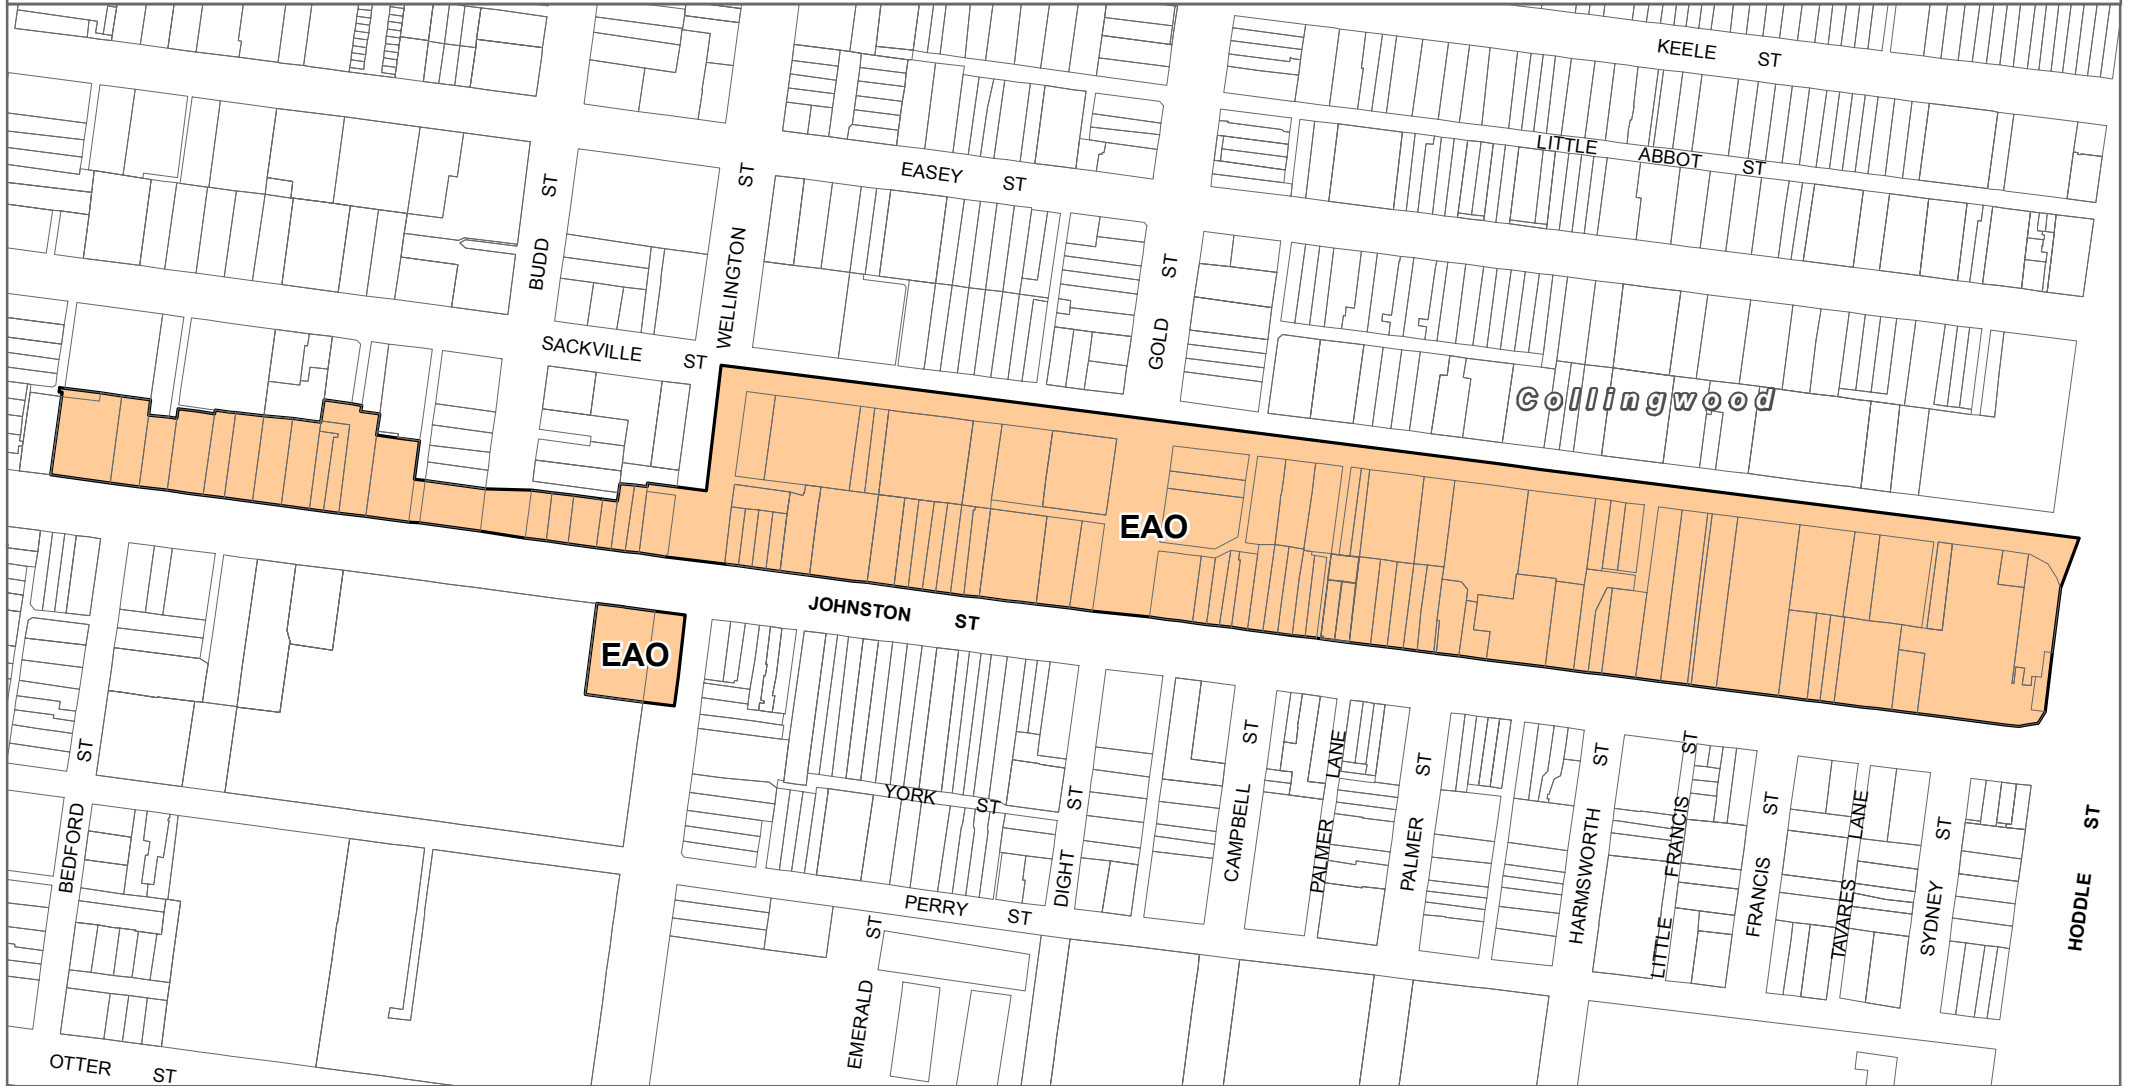 KEELE ST
LITTLE ABBOT ST
EASEY ST
BUDD ST
WELLINGTON ST
GOLD ST
SACKVILLE ST
Collingwood
EAO
JOHNSTON ST
EAO
YORK ST
PERRY ST
BEDFORD ST
DIGHT ST
CAMPBELL ST
PALMER LANE
PALMER ST
HARMSWORTH ST
LITTLE FRANCIS ST
FRANCIS ST
TAVARES LANE
SYDNEY ST
HODDLE ST
EMERALD ST
OTTER ST